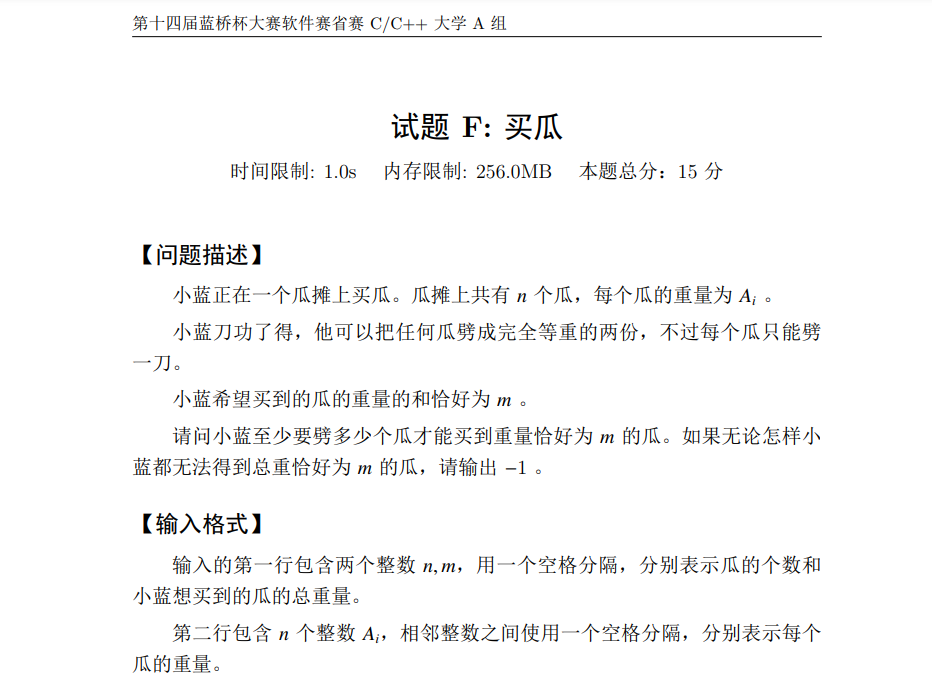 第十四届蓝桥杯大赛软件赛省赛 C/C++ 大学 A 组
试题 F: 买瓜
时间限制: 1.0s 内存限制: 256.0MB 本题总分：15 分
【问题描述】
小蓝正在一个瓜摊上买瓜。瓜摊上共有 n 个瓜，每个瓜的重量为 Ai 。
小蓝刀功了得，他可以把任何瓜劈成完全等重的两份，不过每个瓜只能劈
一刀。
小蓝希望买到的瓜的重量的和恰好为 m 。
请问小蓝至少要劈多少个瓜才能买到重量恰好为 m 的瓜。如果无论怎样小
蓝都无法得到总重恰好为 m 的瓜，请输出 −1 。
【输入格式】
输入的第一行包含两个整数 n, m，用一个空格分隔，分别表示瓜的个数和
小蓝想买到的瓜的总重量。
第二行包含 n 个整数 Ai，相邻整数之间使用一个空格分隔，分别表示每个
瓜的重量。